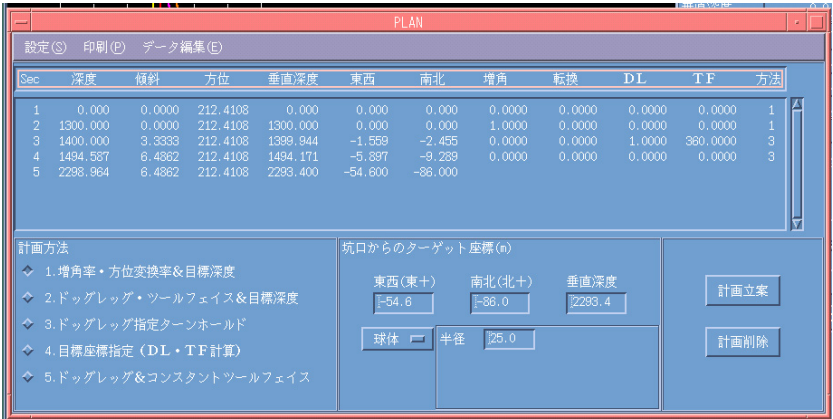 PLAN
設定(S) 印刷(P) データ編集(E)
Sec 深度 傾斜 方位 垂直深度 東西 南北 増角 転換 DL TF 方法
1 0.000 0.0000 212.4108 0.000 0.000 0.000 0.0000 0.0000 0.0000 0.0000 1
2 1300.000 0.0000 212.4108 1300.000 0.000 0.000 1.0000 0.0000 0.0000 0.0000 1
3 1400.000 3.3333 212.4108 1399.944 -1.559 -2.455 0.0000 0.0000 1.0000 360.0000 3
4 1494.587 6.4862 212.4108 1494.171 -5.897 -9.289 0.0000 0.0000 0.0000 0.0000 3
5 2298.964 6.4862 212.4108 2293.400 -54.600 -86.000
計画方法
1.増角率・方位変換率&目標深度
2.ドッグレッグ・ツールフェイス&目標深度
3.ドッグレッグ指定ターンホールド
4.目標座標指定(DL・TF計算)
5.ドッグレッグ&コンスタントツールフェイス
坑口からのターゲット座標(m)
東西(東+) 南北(北+) 垂直深度
-54.6 -86.0 2293.4
球体 半径 25.0
計画立案
計画削除